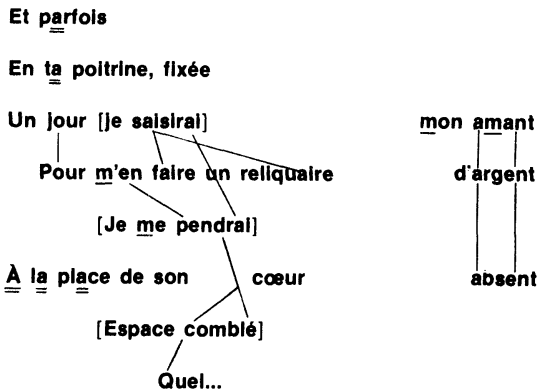 Et parfois
En ta poitrine, fixée
Un jour [je saisirai] mon amant
Pour m'en faire un reliquaire d'argent
[Je me pendrai]
À la place de son cœur absent
[Espace comblé]
Quel...